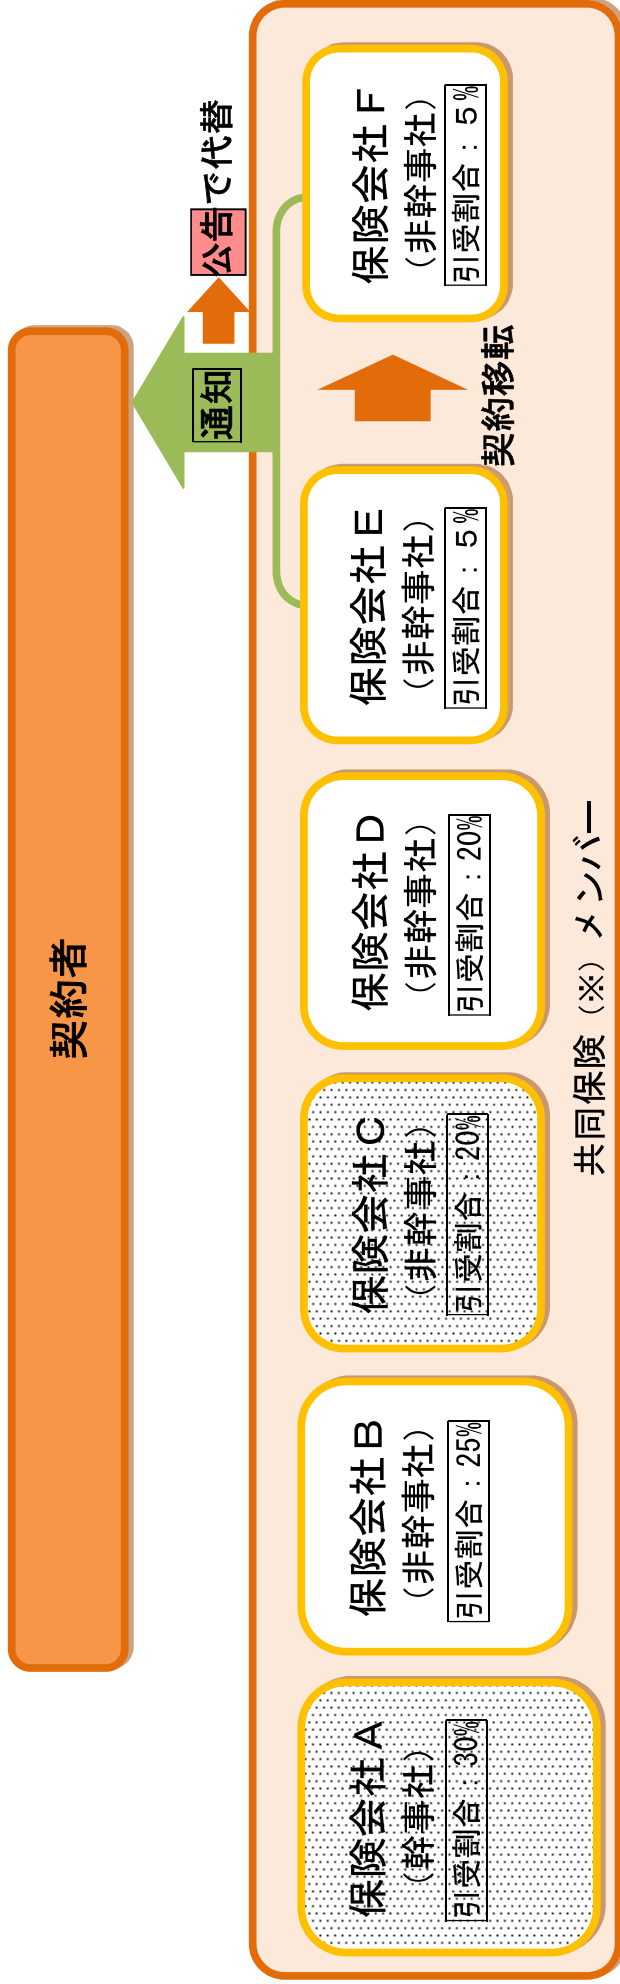 契約者
通知
公告で代替
保険会社A
（幹事社）
引受割合：30%
保険会社B
（非幹事社）
引受割合：25%
保険会社C
（非幹事社）
引受割合：20%
保険会社D
（非幹事社）
引受割合：20%
保険会社E
（非幹事社）
引受割合：５%
契約移転
保険会社F
（非幹事社）
引受割合：５%
共同保険（※）メンバー